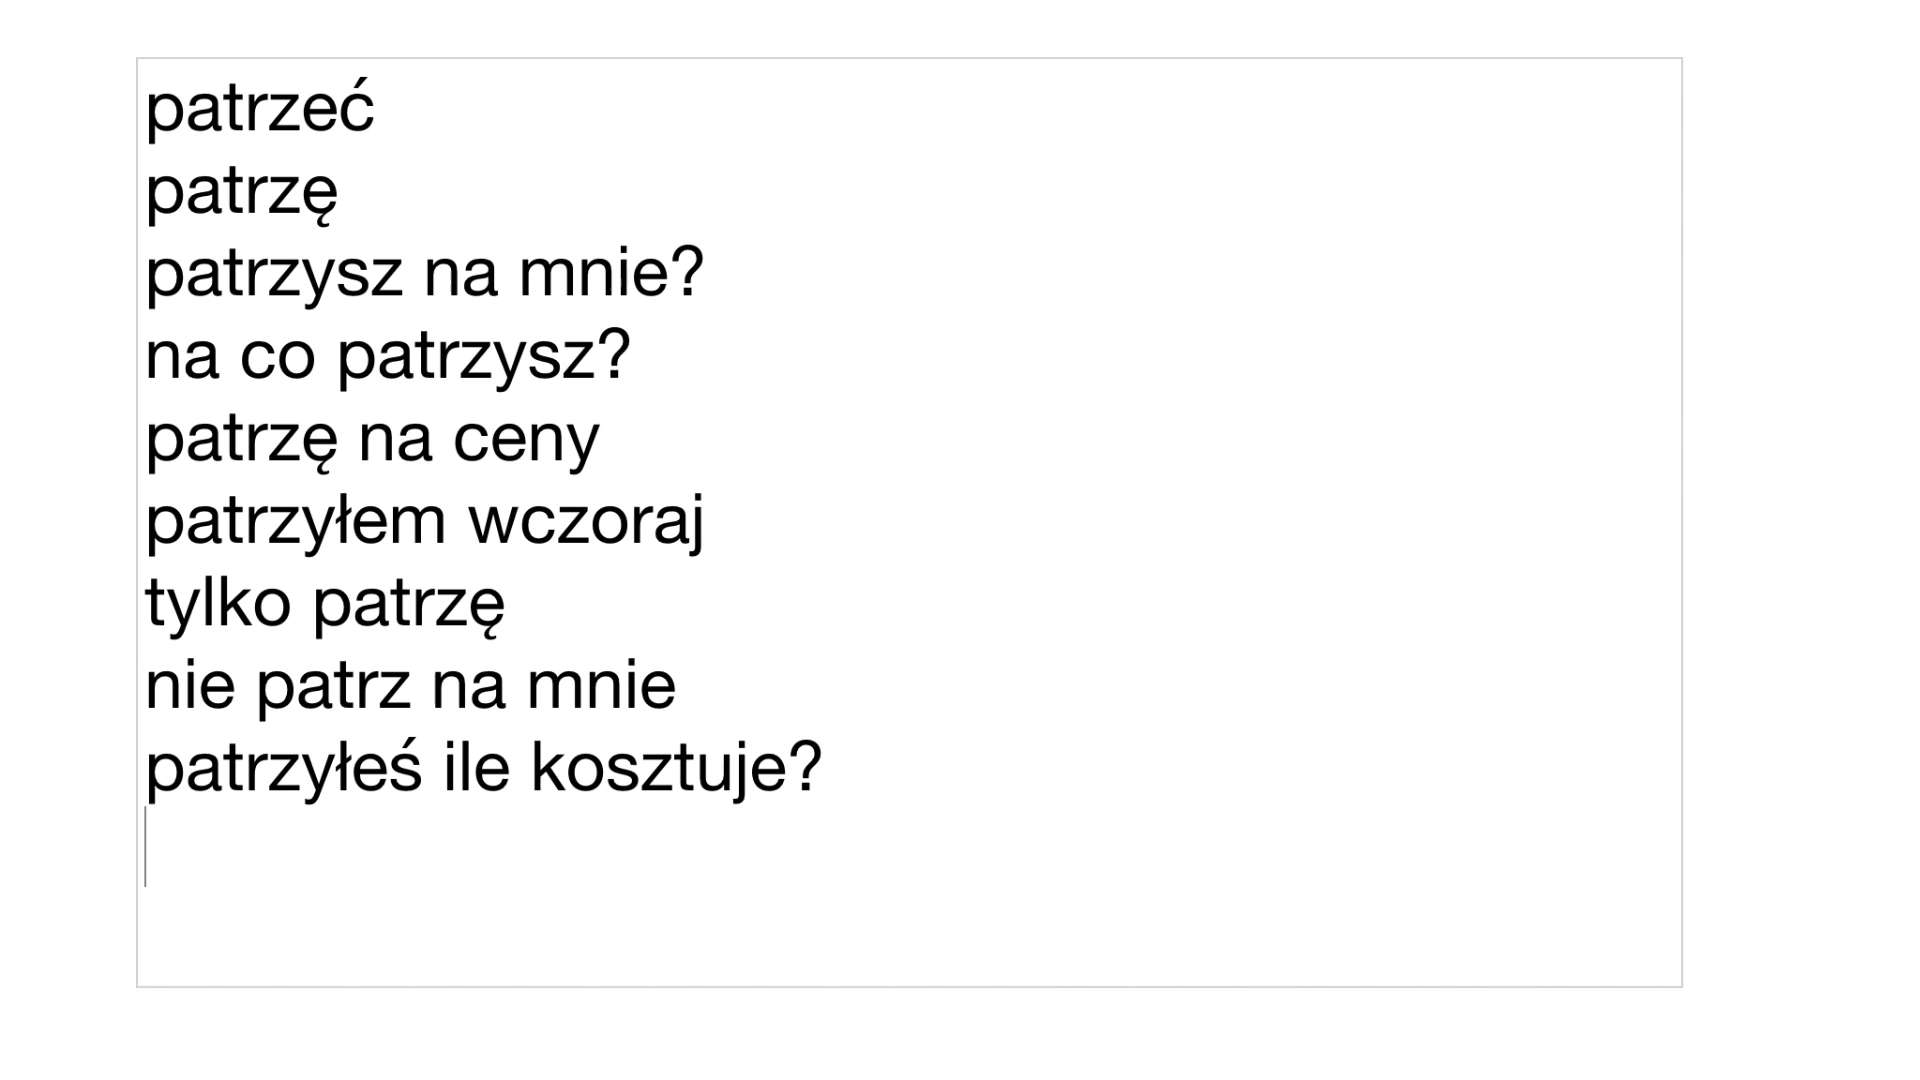 patrzeć
patrzę
patrzysz na mnie?
na co patrzysz?
patrzę na ceny
patrzyłem wczoraj
tylko patrzę
nie patrz na mnie
patrzyłeś ile kosztuje?